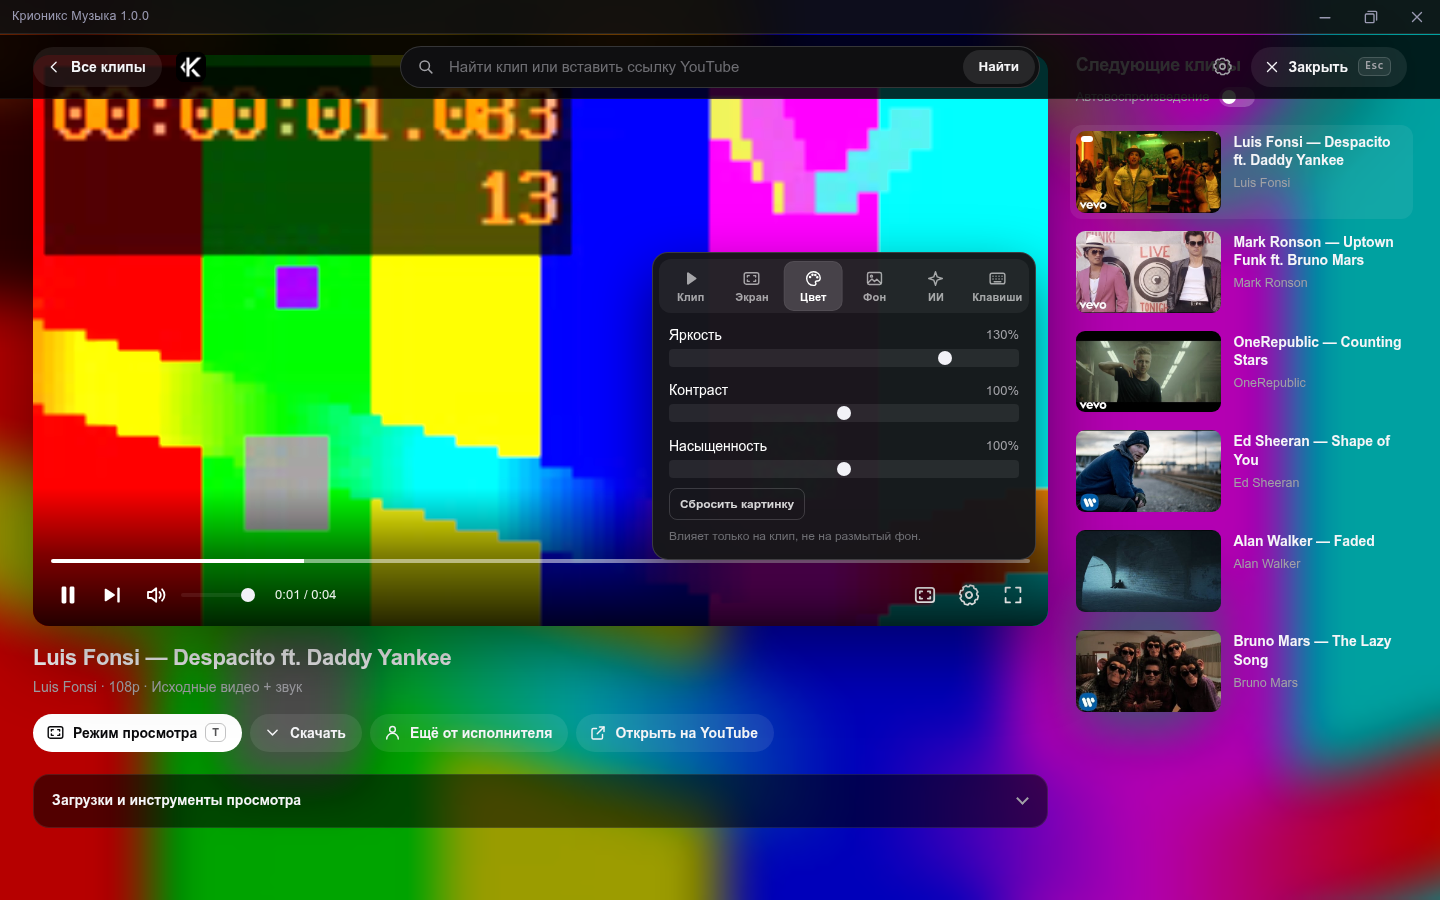 Крионикс Музыка 1.0.0
Все клипы
Найти клип или вставить ссылку YouTube
Найти
Следующие клипы
Закрыть Esc
Автовоспроизведение
00:00:01.083
13
Клип
Экран
Цвет
Фон
ИИ
Клавиши
Яркость 130%
Контраст 100%
Насыщенность 100%
Сбросить картинку
Влияет только на клип, не на размытый фон.
0:01 / 0:04
Luis Fonsi — Despacito ft. Daddy Yankee
Luis Fonsi · 108p · Исходные видео + звук
Режим просмотра T
Скачать
Ещё от исполнителя
Открыть на YouTube
Загрузки и инструменты просмотра
vevo
Luis Fonsi — Despacito
ft. Daddy Yankee
Luis Fonsi
LIVE
vevo
Mark Ronson — Uptown
Funk ft. Bruno Mars
Mark Ronson
vevo
OneRepublic — Counting
Stars
OneRepublic
Ed Sheeran — Shape of
You
Ed Sheeran
Alan Walker — Faded
Alan Walker
Bruno Mars — The Lazy
Song
Bruno Mars